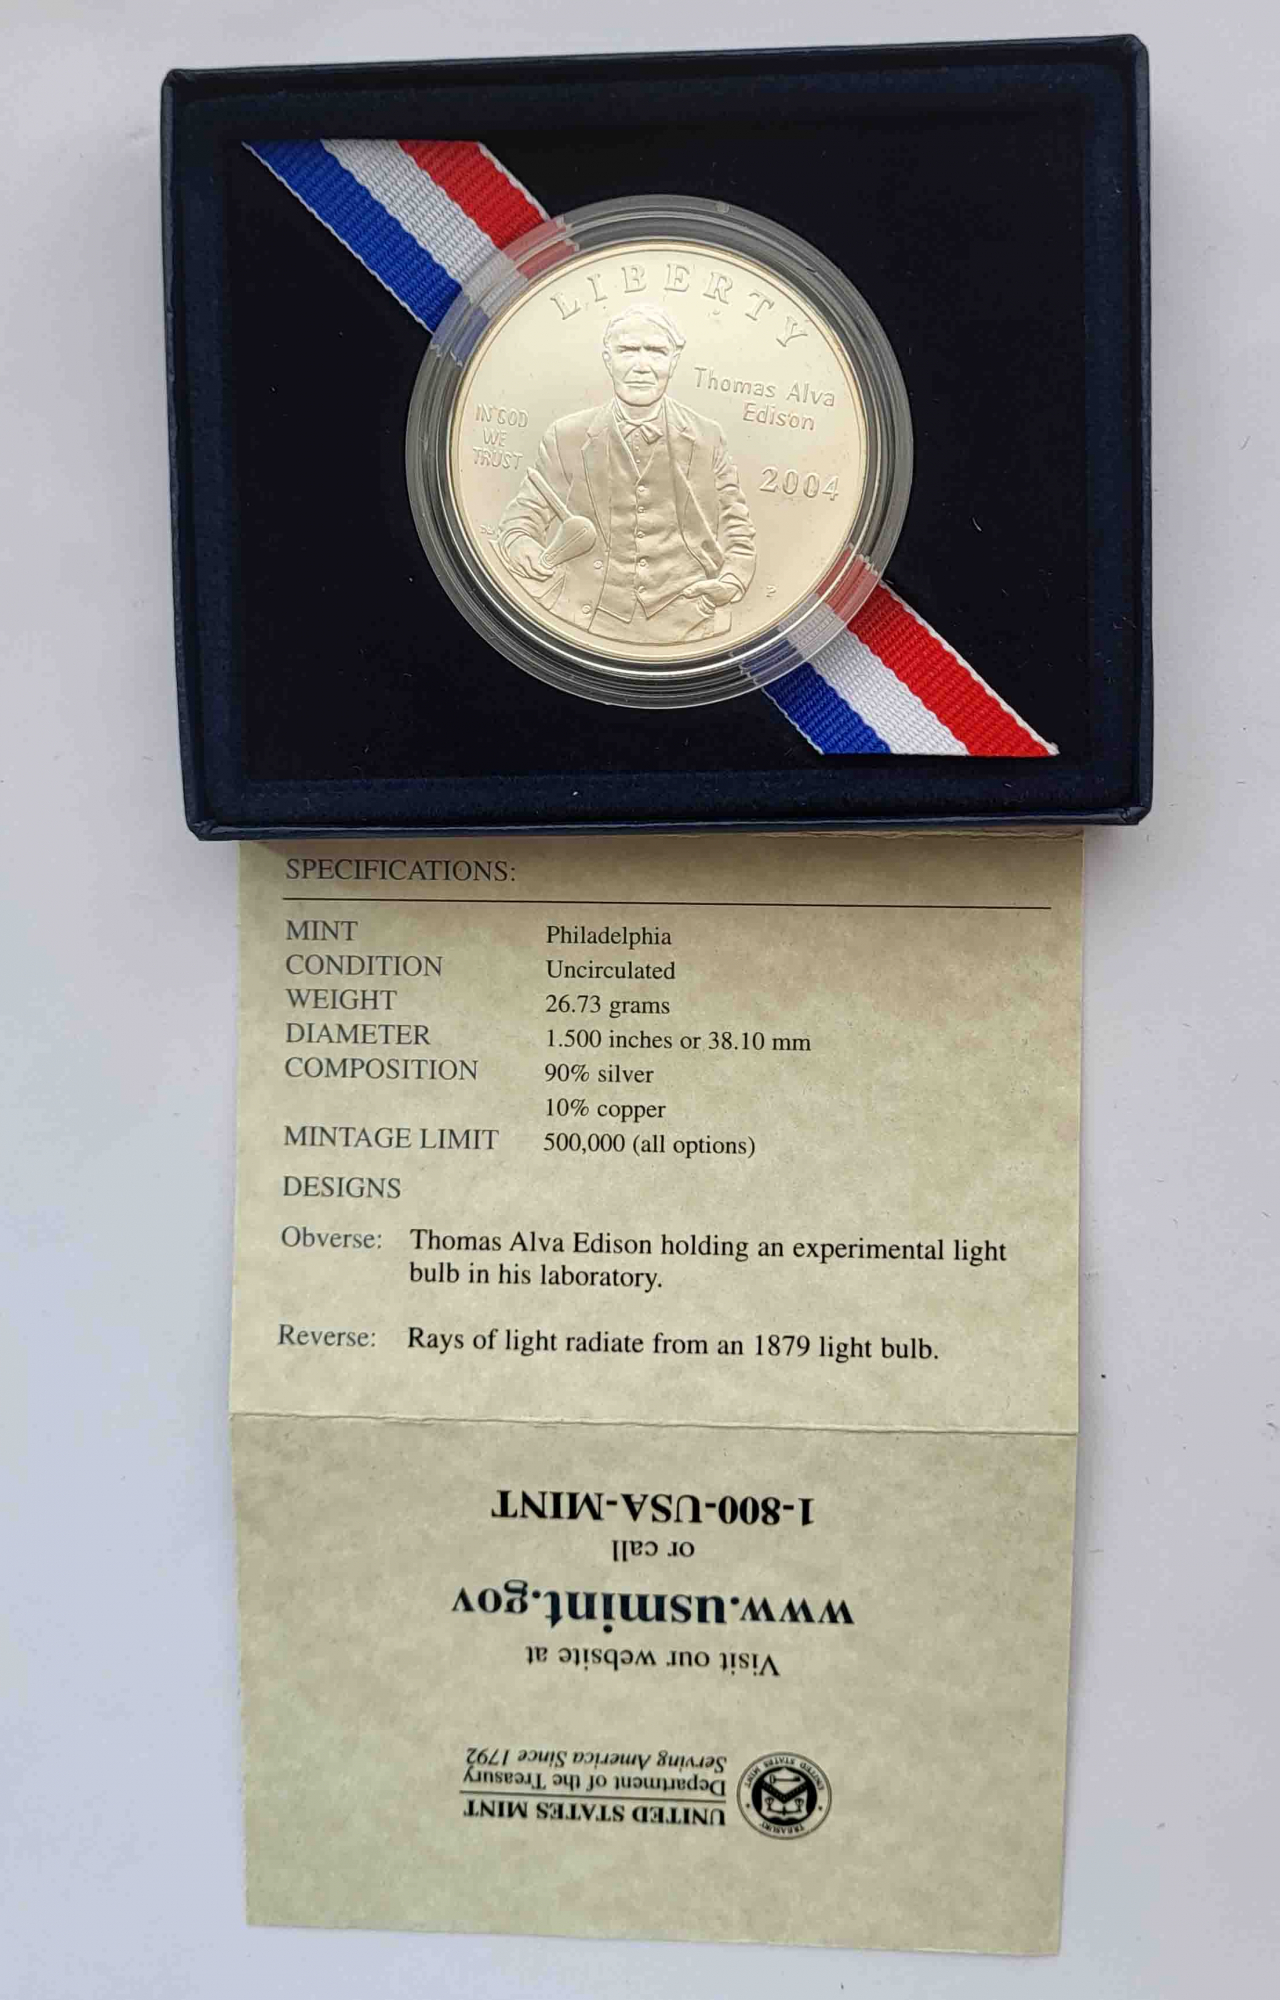 LIBERTY
Thomas Alva
Edison
IN GOD
WE
TRUST
2004
P
SPECIFICATIONS:
MINT Philadelphia
CONDITION Uncirculated
WEIGHT 26.73 grams
DIAMETER 1.500 inches or 38.10 mm
COMPOSITION 90% silver
10% copper
MINTAGE LIMIT 500,000 (all options)
DESIGNS
Obverse: Thomas Alva Edison holding an experimental light
bulb in his laboratory.
Reverse: Rays of light radiate from an 1879 light bulb.
UNITED STATES MINT
Department of the Treasury
Serving America Since 1792
Visit our website at
www.usmint.gov
or call
1-800-USA-MINT